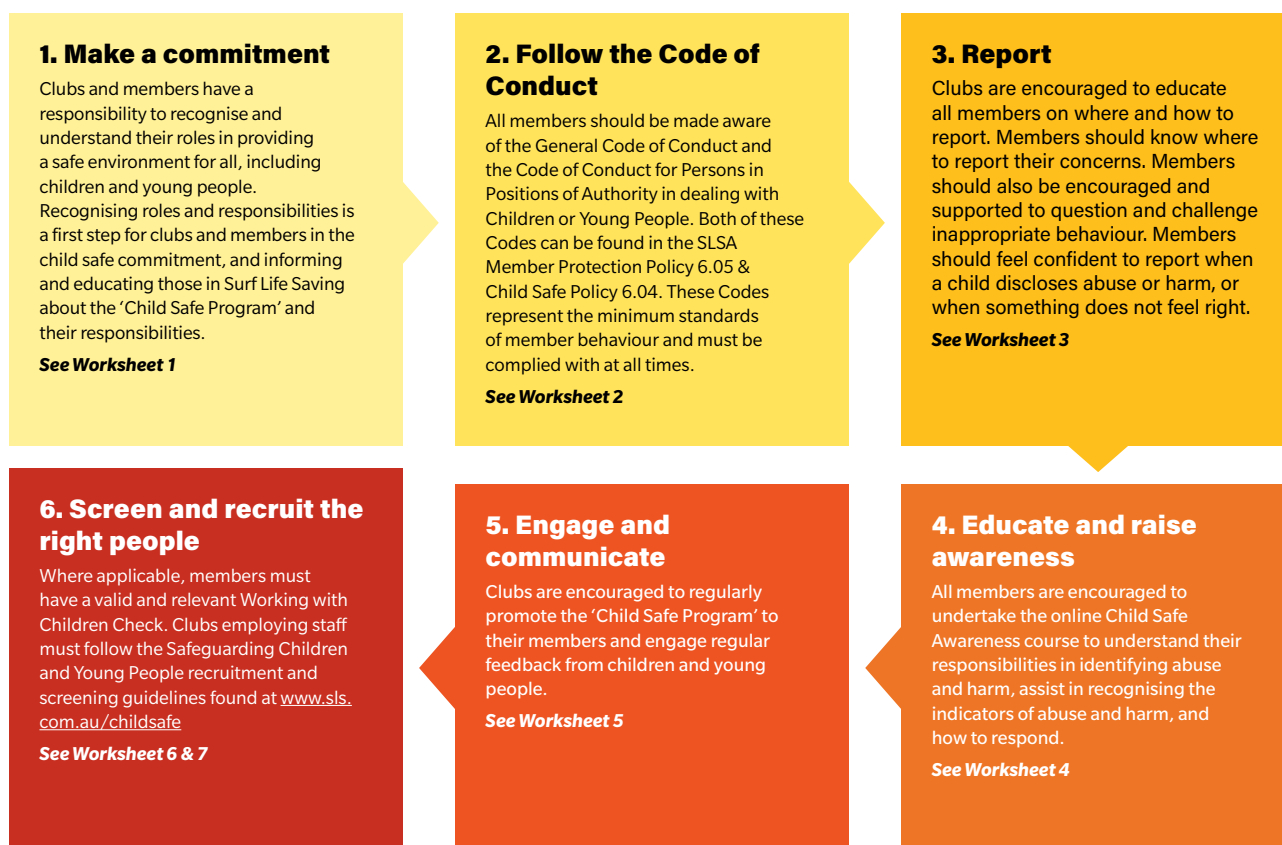 1. Make a commitment
Clubs and members have a
responsibility to recognise and
understand their roles in providing
a safe environment for all, including
children and young people.
Recognising roles and responsibilities is
a first step for clubs and members in the
child safe commitment, and informing
and educating those in Surf Life Saving
about the ‘Child Safe Program’ and
their responsibilities.
See Worksheet 1
2. Follow the Code of
Conduct
All members should be made aware
of the General Code of Conduct and
the Code of Conduct for Persons in
Positions of Authority in dealing with
Children or Young People. Both of these
Codes can be found in the SLSA
Member Protection Policy 6.05 &
Child Safe Policy 6.04. These Codes
represent the minimum standards
of member behaviour and must be
complied with at all times.
See Worksheet 2
3. Report
Clubs are encouraged to educate
all members on where and how to
report. Members should know where
to report their concerns. Members
should also be encouraged and
supported to question and challenge
inappropriate behaviour. Members
should feel confident to report when
a child discloses abuse or harm, or
when something does not feel right.
See Worksheet 3
4. Educate and raise
awareness
All members are encouraged to
undertake the online Child Safe
Awareness course to understand their
responsibilities in identifying abuse
and harm, assist in recognising the
indicators of abuse and harm, and
how to respond.
See Worksheet 4
5. Engage and
communicate
Clubs are encouraged to regularly
promote the ‘Child Safe Program’ to
their members and engage regular
feedback from children and young
people.
See Worksheet 5
6. Screen and recruit the
right people
Where applicable, members must
have a valid and relevant Working with
Children Check. Clubs employing staff
must follow the Safeguarding Children
and Young People recruitment and
screening guidelines found at www.sls.
com.au/childsafe
See Worksheet 6 & 7